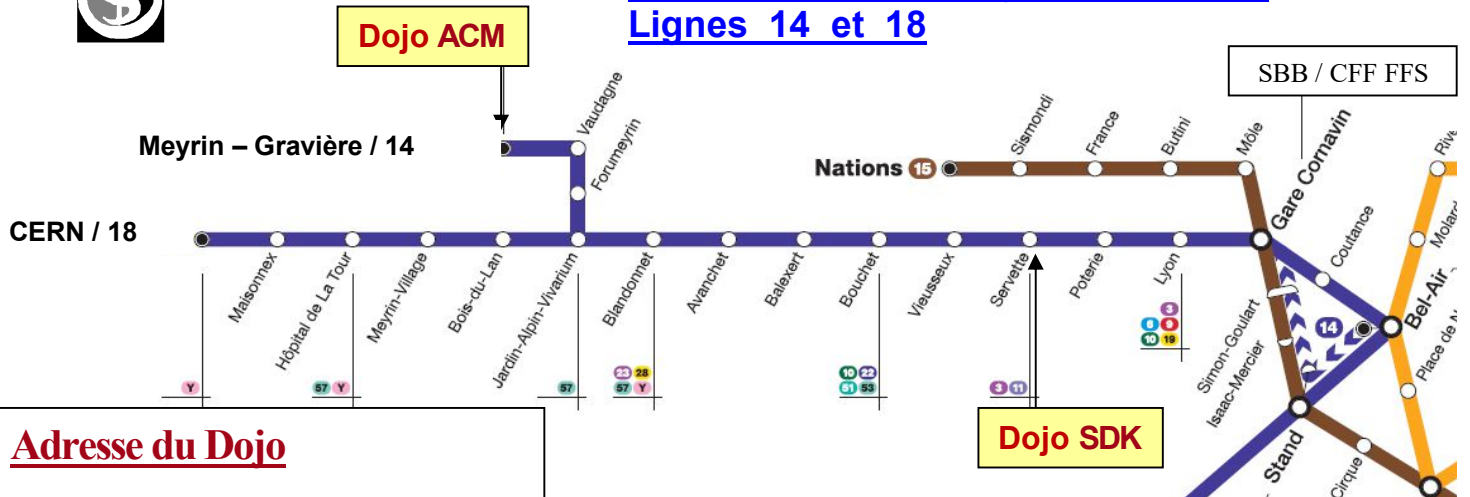 Lignes 14 et 18
Dojo ACM
SBB / CFF FFS
Meyrin – Gravière / 14
Vaudagne
Forumeyrin
Nations 15
Sismondi
France
Butini
Môle
Gare Cornavin
CERN / 18
Maisonnex
Hôpital de La Tour
Meyrin-Village
Bois-du-Lan
Jardin-Alpin-Vivarium
Blandonnet
Avanchet
Balexert
Bouchet
Vieusseux
Servette
Poterie
Lyon
Coutance
Molard
Bel-Air
Place de N
Rive
14
Simon-Goulart
Isaac-Mercier
Stand
Cirque
Y
57 Y
57
23 28
57 Y
10 22
51 53
3 11
3
6 9
10 19
Dojo SDK
Adresse du Dojo